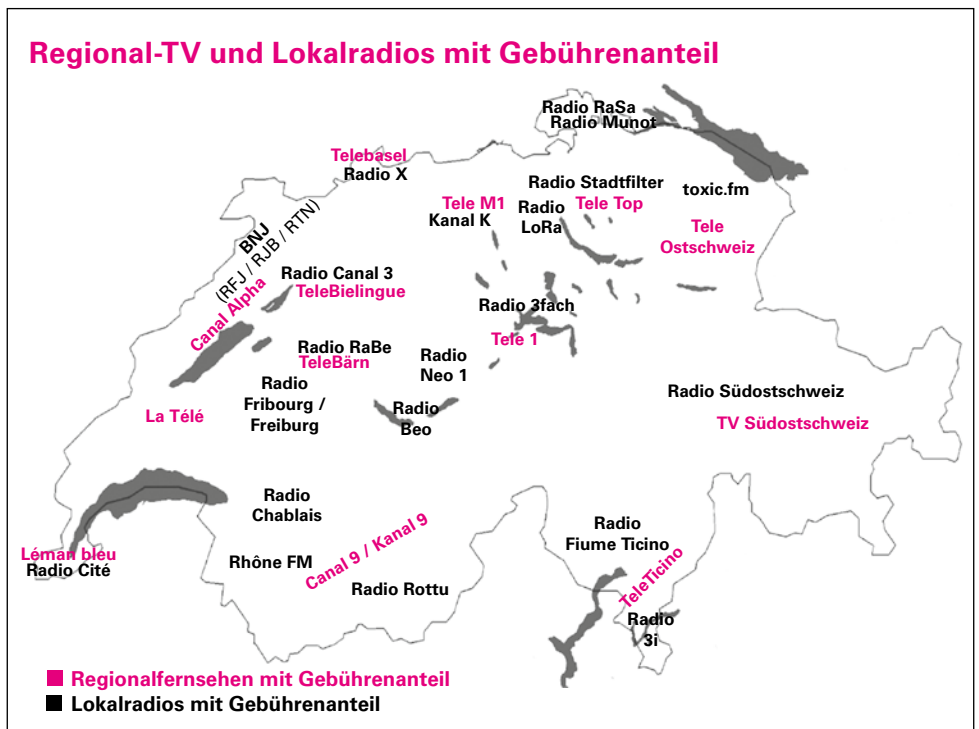 Regional-TV und Lokalradios mit Gebührenanteil
Radio RaSa
Radio Munot
Telebasel
Radio X
Radio Stadtfilter
toxic.fm
Tele M1
Kanal K
Radio
LoRa
Tele Top
Tele
Ostschweiz
BNJ
(RFJ / RJB / RTN)
Canal Alpha
Radio Canal 3
TeleBielingue
Radio 3fach
Tele 1
Radio RaBe
TeleBärn
Radio
Neo 1
Radio
Fribourg /
Freiburg
Radio
Beo
La Télé
Radio Südostschweiz
TV Südostschweiz
Radio
Chablais
Rhône FM
Canal 9 / Kanal 9
Radio Rottu
Radio
Fiume Ticino
TeleTicino
Radio
3i
Léman bleu
Radio Cité
Regionalfernsehen mit Gebührenanteil
Lokalradios mit Gebührenanteil